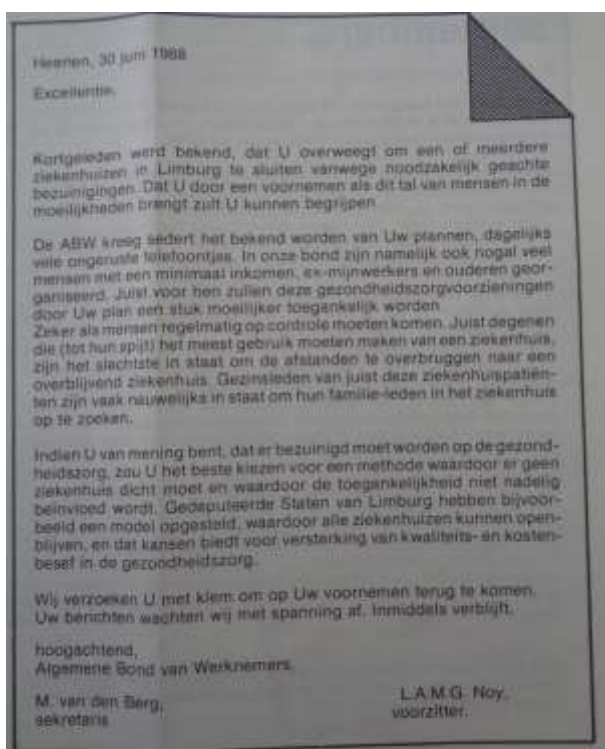 Heerlen, 30 juni 1988
Excellentie.
Kortgeleden werd bekend, dat U overweegt om een of meerdere
ziekenhuizen in Limburg te sluiten vanwege noodzakelijk geachte
bezuinigingen. Dat U door een voornemen als dit tal van mensen in de
moeilijkheden brengt zult U kunnen begrijpen.
De ABW kreeg sedert het bekend worden van Uw plannen, dagelijks
vele ongeruste telefoontjes. In onze bond zijn namelijk ook nogal veel
mensen met een minimaal inkomen, ex-mijnwerkers en ouderen geor-
ganiseerd. Juist voor hen zullen deze gezondheidszorgvoorzieningen
door Uw plan een stuk moeilijker toegankelijk worden.
Zeker als mensen regelmatig op controle moeten komen. Juist degenen
die (tot hun spijt) het meest gebruik moeten maken van een ziekenhuis,
zijn het slechtste in staat om de afstanden te overbruggen naar een
overblijvend ziekenhuis. Gezinsleden van juist deze ziekenhuispatiën-
ten zijn vaak nauwelijks in staat om hun familie-leden in het ziekenhuis
op te zoeken.
Indien U van mening bent, dat er bezuinigd moet worden op de gezond-
heidszorg, zou U het beste kiezen voor een methode waardoor er geen
ziekenhuis dicht moet en waardoor de toegankelijkheid niet nadelig
beinvloed wordt. Gedeputeerde Staten van Limburg hebben bijvoor-
beeld een model opgesteld, waardoor alle ziekenhuizen kunnen open-
blijven, en dat kansen biedt voor versterking van kwaliteits- en kosten-
besef in de gezondheidszorg.
Wij verzoeken U met klem om op Uw voornemen terug te komen.
Uw berichten wachten wij met spanning af. Inmiddels verblijft,
hoogachtend,
Algemene Bond van Werknemers.
M. van den Berg,
sekretaris
L.A.M.G. Noy,
voorzitter.